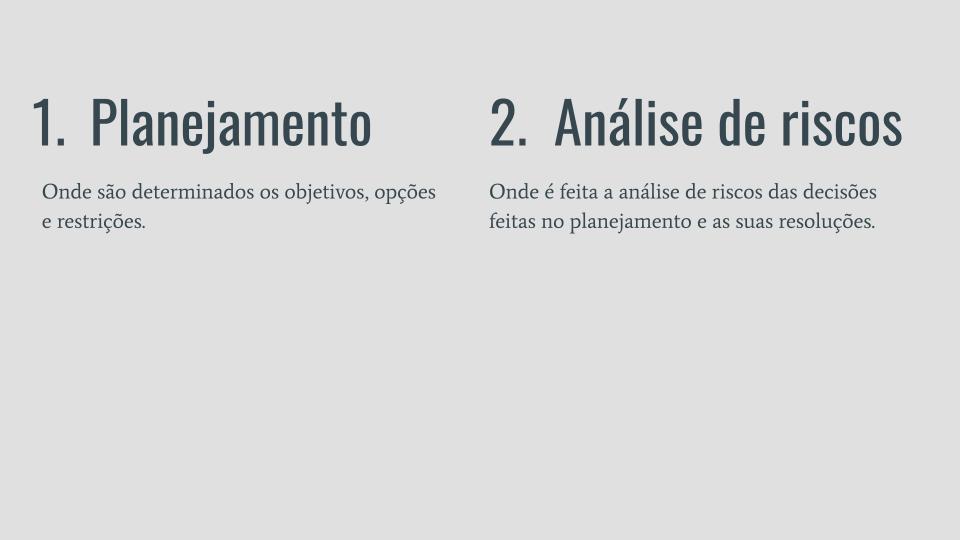 1. Planejamento
Onde são determinados os objetivos, opções
e restrições.
2. Análise de riscos
Onde é feita a análise de riscos das decisões
feitas no planejamento e as suas resoluções.